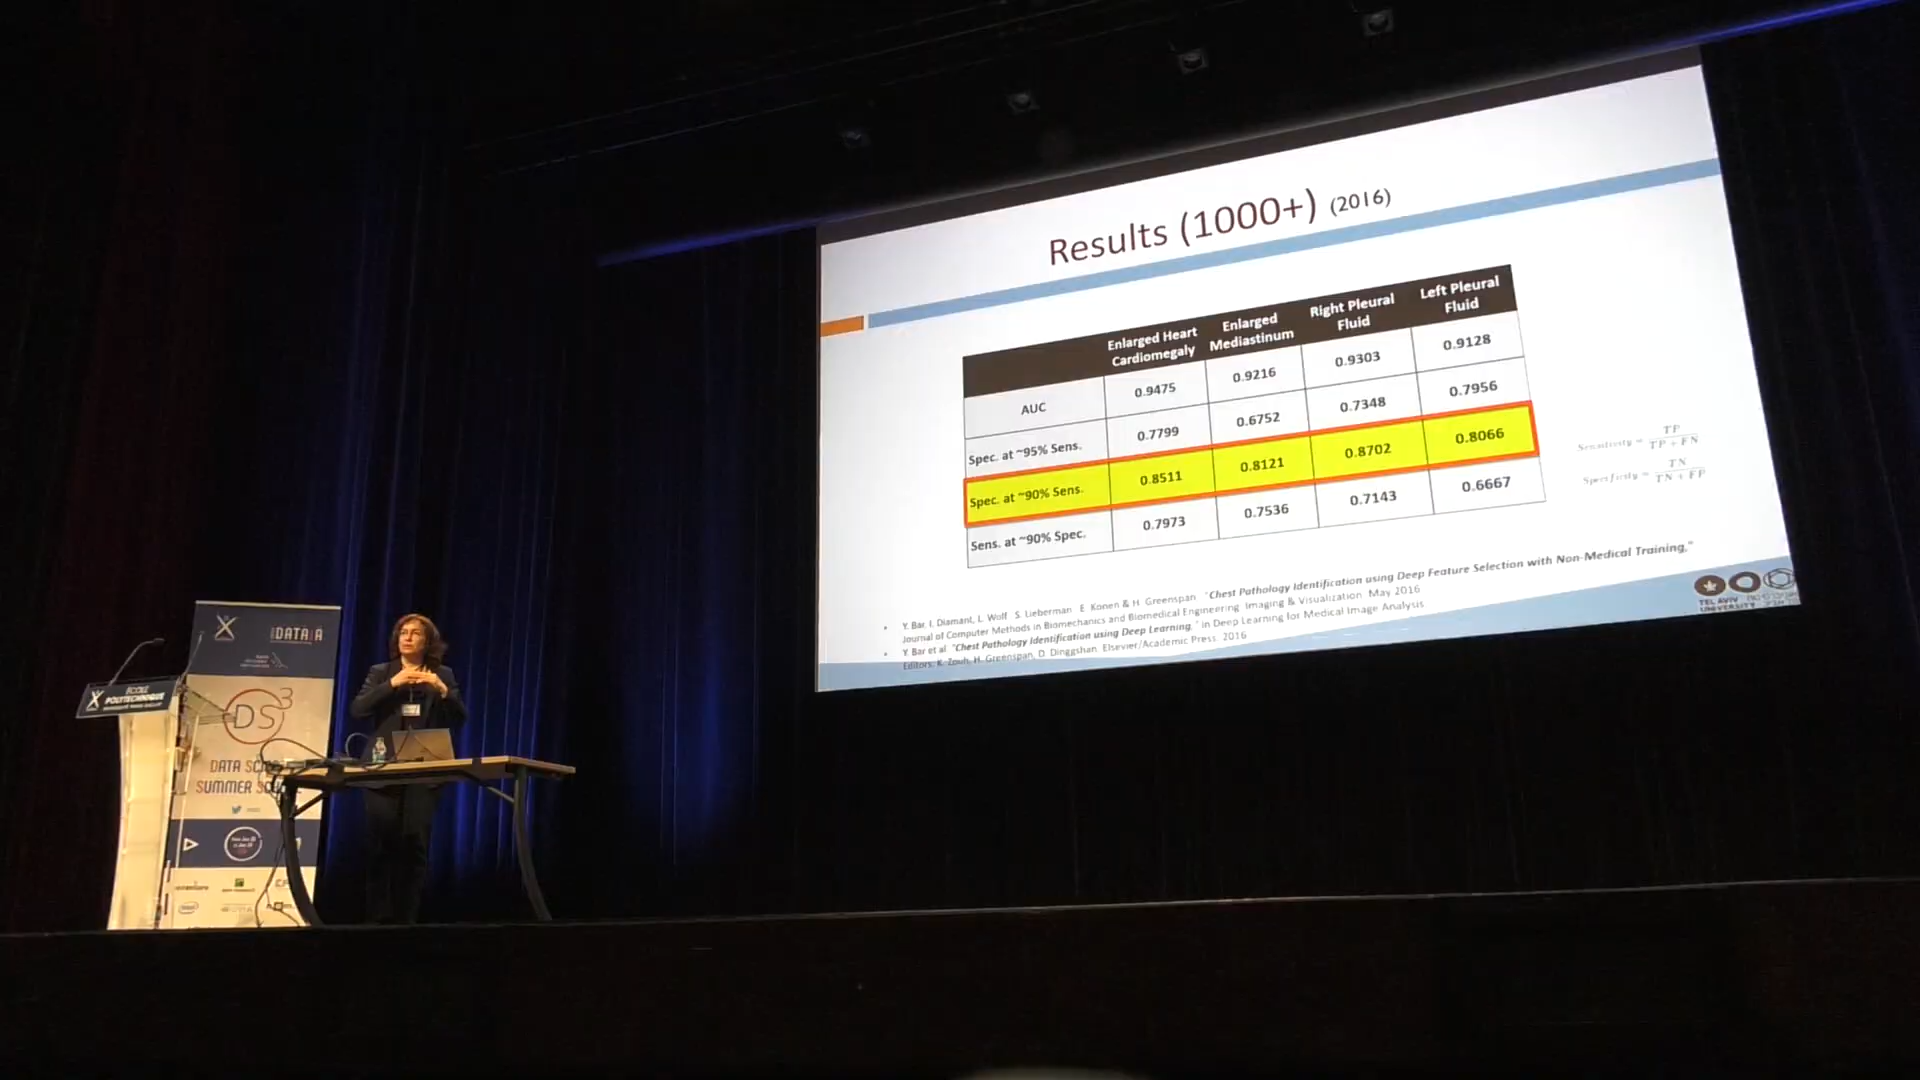 Results (1000+) (2016)
Enlarged Heart Cardiomegaly
Enlarged Mediastinum
Right Pleural Fluid
Left Pleural Fluid
AUC 0.9475 0.9216 0.9303 0.9128
Spec. at ~95% Sens. 0.7799 0.6752 0.7348 0.7956
Spec. at ~90% Sens. 0.8511 0.8121 0.8702 0.8066
Sens. at ~90% Spec. 0.7973 0.7536 0.7143 0.6667
Sensitivity = TP / TP + FN
Specificity = TN / TN + FP
• Y. Bar, I. Diamant, L. Wolf S. Lieberman E. Konen & H. Greenspan "Chest Pathology Identification using Deep Feature Selection with Non-Medical Training,"
Journal of Computer Methods in Biomechanics and Biomedical Engineering Imaging & Visualization May 2016
• Y. Bar et al "Chest Pathology Identification using Deep Learning," in Deep Learning for Medical Image Analysis
Editors: H. Greenspan, D. Dinggshan. Elsevier/Academic Press. 2016
TEL AVIV
UNIVERSITY
ÉCOLE
POLYTECHNIQUE
DATAIA
DS3
DATA
SUMMER
intel